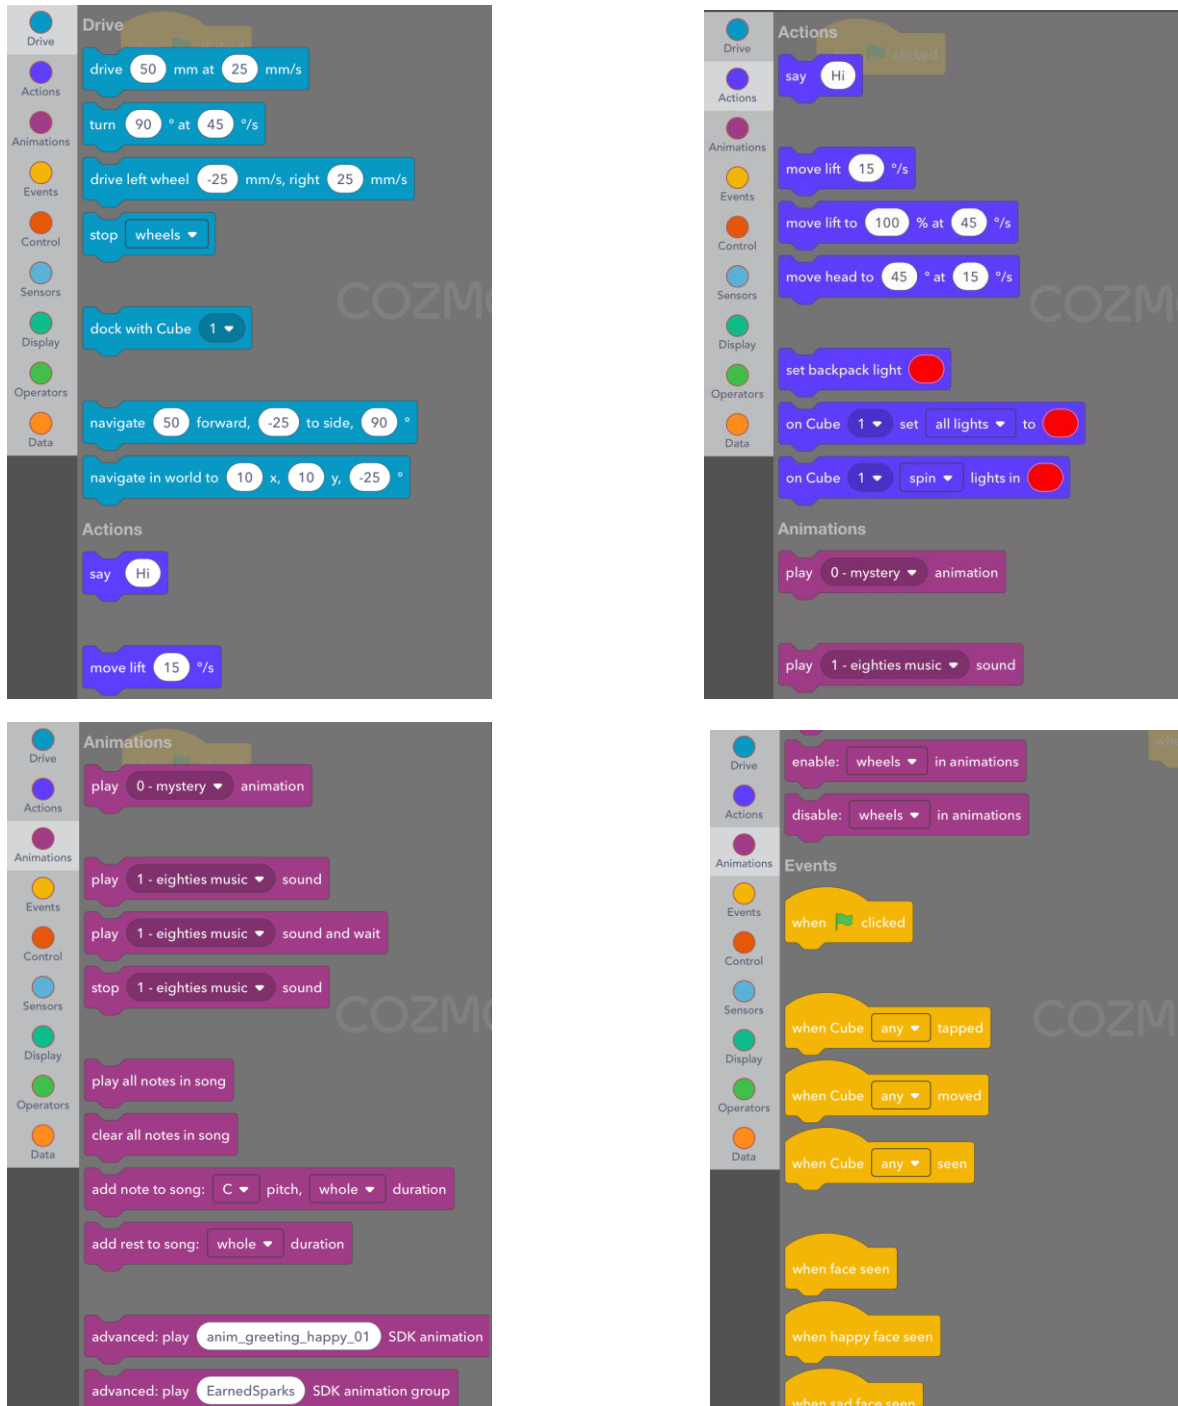 Drive
Actions
Animations
Events
Control
Sensors
Display
Operators
Data
Drive
drive 50 mm at 25 mm/s
turn 90 ° at 45 °/s
drive left wheel -25 mm/s, right 25 mm/s
stop wheels
dock with Cube 1
navigate 50 forward, -25 to side, 90 °
navigate in world to 10 x, 10 y, -25 °
Actions
say Hi
move lift 15 °/s
COZM
Drive
Actions
Animations
Events
Control
Sensors
Display
Operators
Data
Actions
clicked
say Hi
move lift 15 °/s
move lift to 100 % at 45 °/s
move head to 45 ° at 15 °/s
COZM
set backpack light
on Cube 1 set all lights to
on Cube 1 spin lights in
Animations
play 0 - mystery animation
play 1 - eighties music sound
Drive
Actions
Animations
Events
Control
Sensors
Display
Operators
Data
Animations
play 0 - mystery animation
play 1 - eighties music sound
play 1 - eighties music sound and wait
stop 1 - eighties music sound
COZM
play all notes in song
clear all notes in song
add note to song: C pitch, whole duration
add rest to song: whole duration
advanced: play anim_greeting_happy_01 SDK animation
advanced: play EarnedSparks SDK animation group
Drive
Actions
Animations
Events
Control
Sensors
Display
Operators
Data
enable: wheels in animations
disable: wheels in animations
Events
when clicked
when Cube any tapped
when Cube any moved
when Cube any seen
COZM
when face seen
when happy face seen
when sad face seen